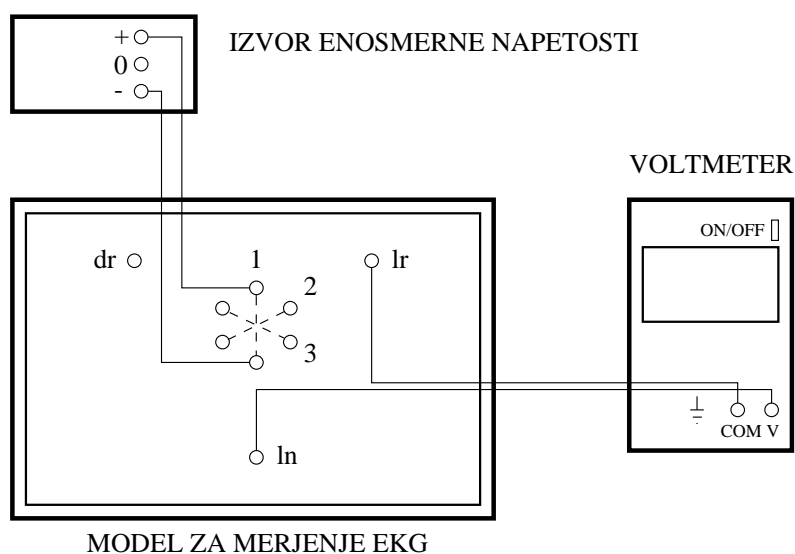 +
IZVOR ENOSMERNE NAPETOSTI
0
-
VOLTMETER
ON/OFF
dr
1
lr
2
3
COM V
ln
MODEL ZA MERJENJE EKG